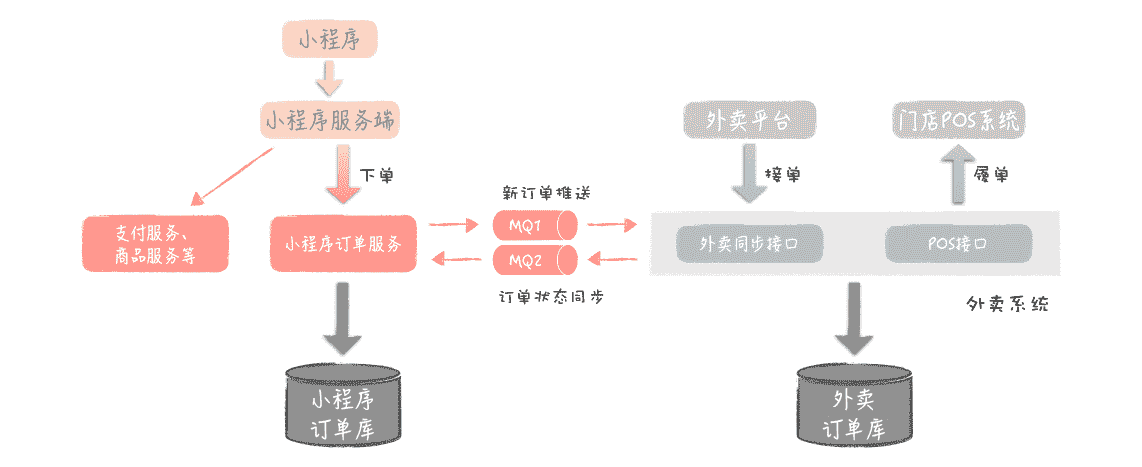 小程序
小程序服务端
外卖平台
门店POS系统
下单
接单
履单
新订单推送
支付服务、
商品服务等
小程序订单服务
MQ1
MQ2
外卖同步接口
POS接口
订单状态同步
外卖系统
小程序
订单库
外卖
订单库